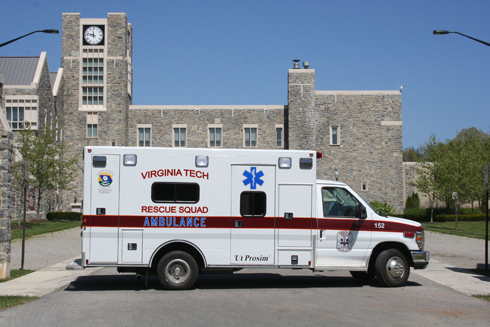 VIRGINIA TECH
RESCUE SQUAD
AMBULANCE
152
'Ut Prosim'